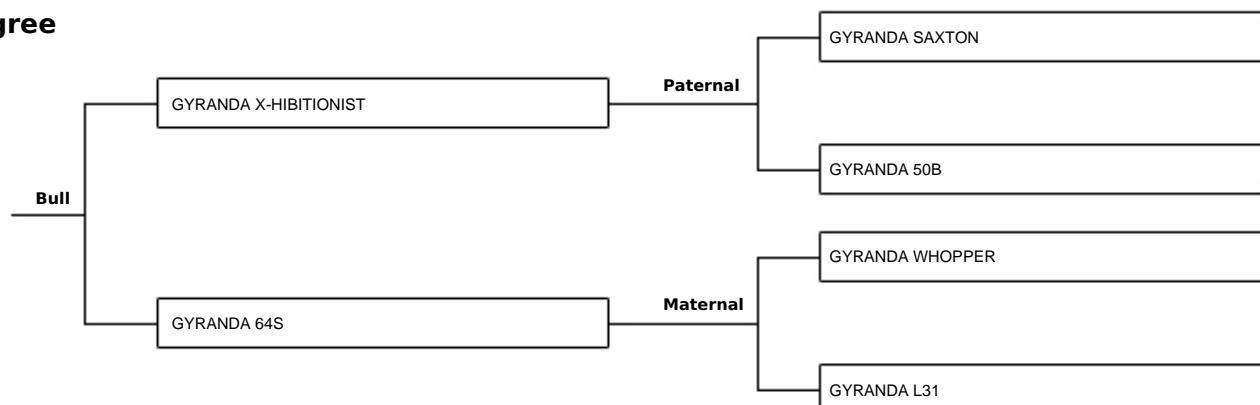 gree
GYRANDA SAXTON
Paternal
GYRANDA X-HIBITIONIST
GYRANDA 50B
Bull
GYRANDA WHOPPER
Maternal
GYRANDA 64S
GYRANDA L31